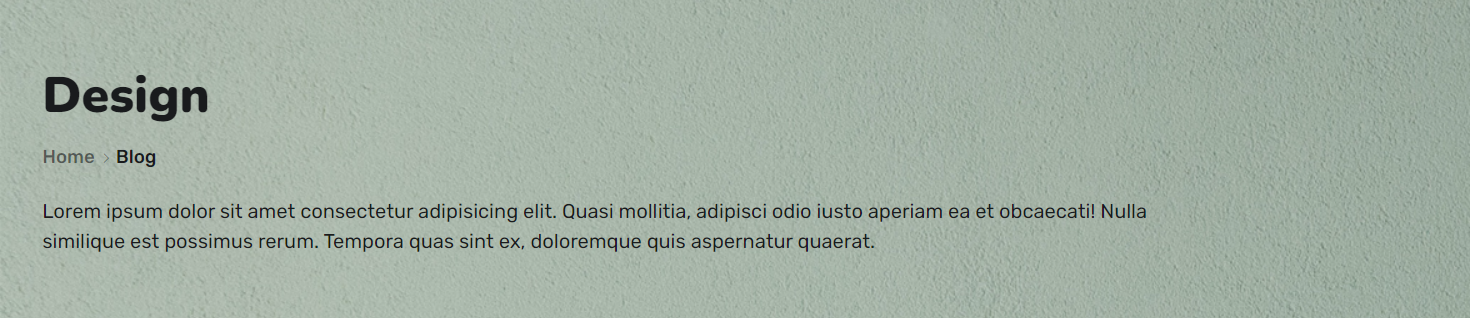 Design
Home › Blog
Lorem ipsum dolor sit amet consectetur adipisicing elit. Quasi mollitia, adipisci odio iusto aperiam ea et obcaecati! Nulla
similique est possimus rerum. Tempora quas sint ex, doloremque quis aspernatur quaerat.